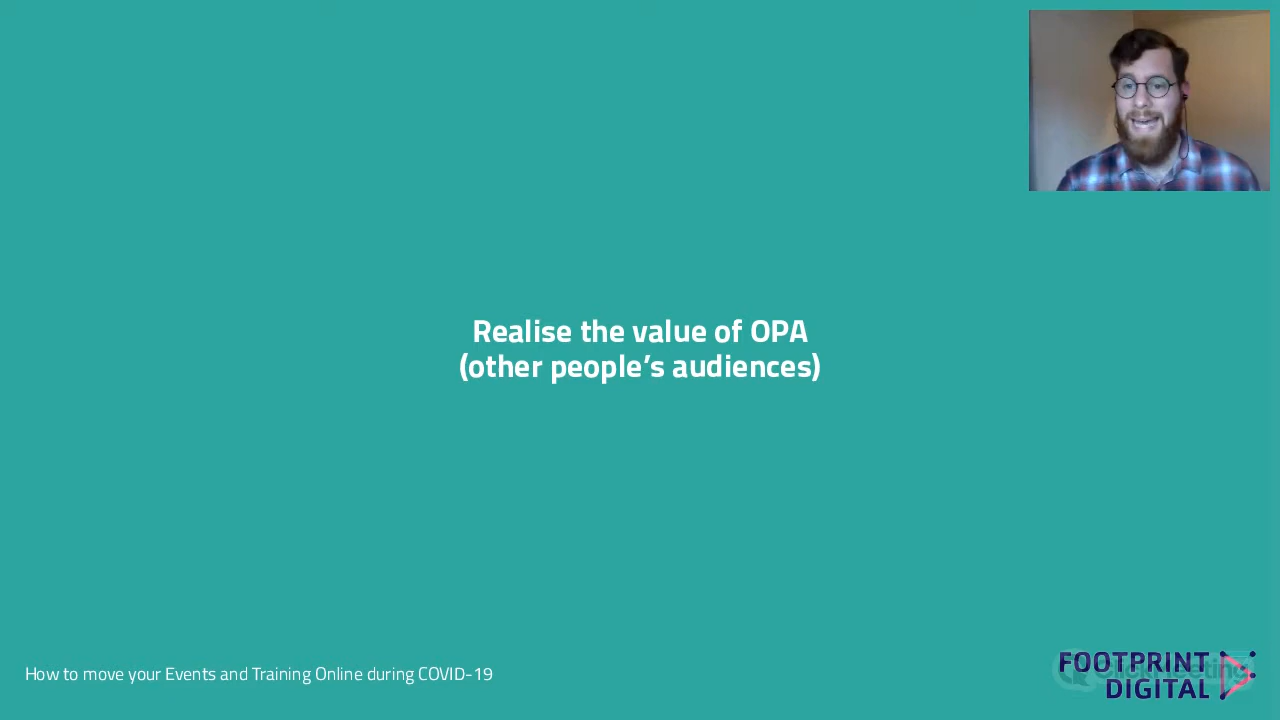 Realise the value of OPA
(other people’s audiences)
How to move your Events and Training Online during COVID-19
FOOTPRINT
DIGITAL
ClickMeeting